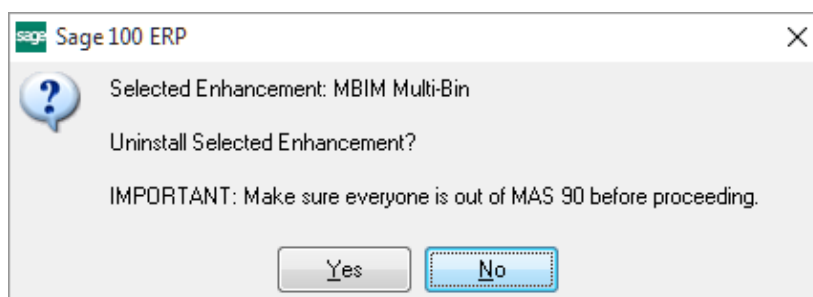 sage Sage 100 ERP
Selected Enhancement: MBIM Multi-Bin
Uninstall Selected Enhancement?
IMPORTANT: Make sure everyone is out of MAS 90 before proceeding.
Yes No